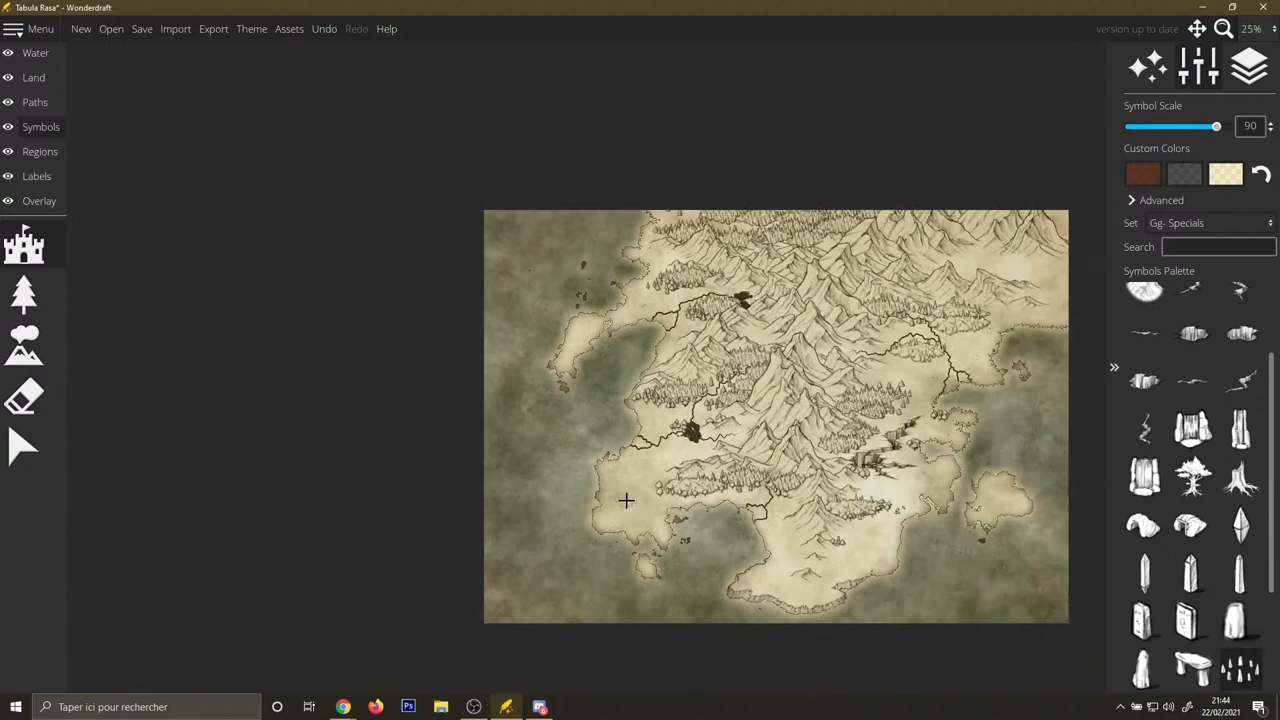 Tabula Rasa* - Wonderdraft
Menu New Open Save Import Export Theme Assets Undo Redo Help version up to date 25%
Water
Land
Paths
Symbols
Regions
Labels
Overlay
Symbol Scale
90
Custom Colors
Advanced
Set Gg- Specials
Search
Symbols Palette
Taper ici pour rechercher
21:44
22/02/2021